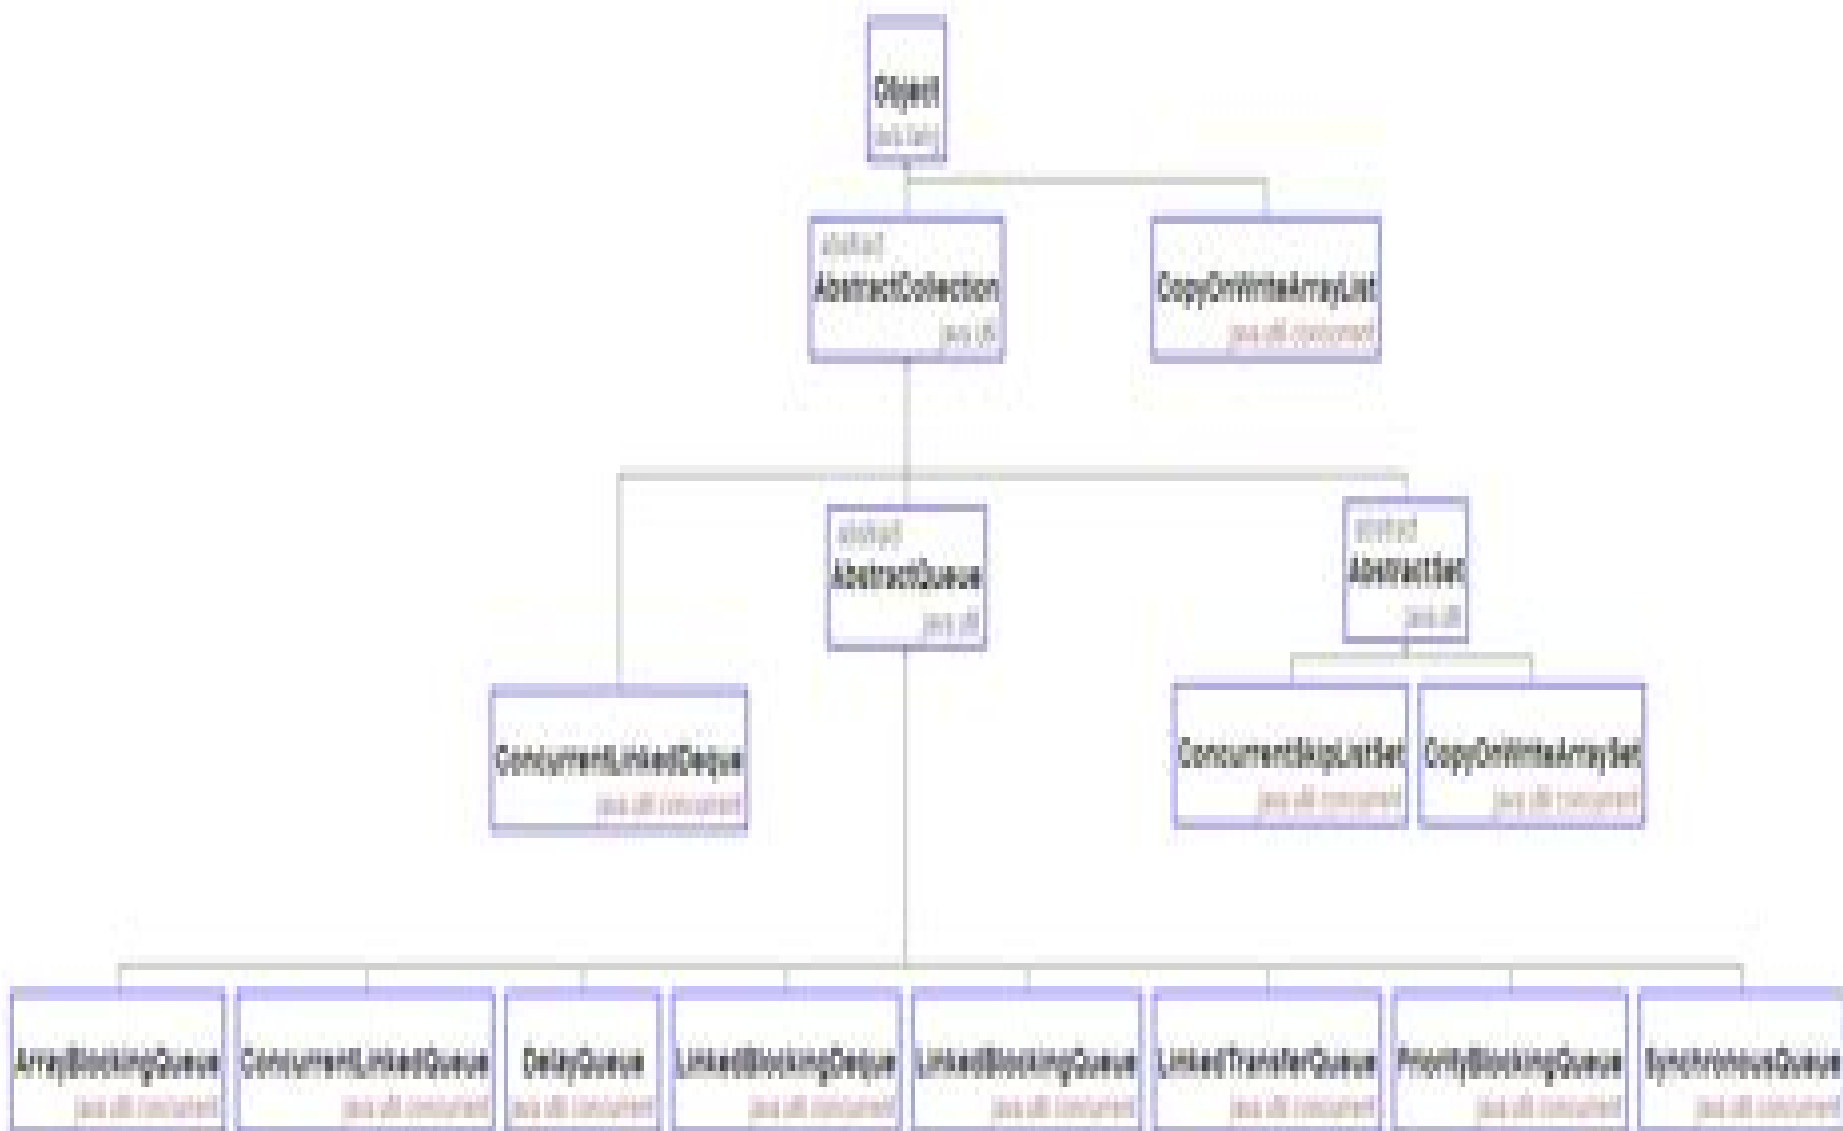 Object
java.lang
abstract
AbstractCollection
java.util
CopyOnWriteArrayList
java.util.concurrent
abstract
AbstractQueue
java.util
abstract
AbstractSet
java.util
ConcurrentLinkedDeque
java.util.concurrent
ConcurrentSkipListSet
java.util.concurrent
CopyOnWriteArraySet
java.util.concurrent
ArrayBlockingQueue
java.util.concurrent
ConcurrentLinkedQueue
java.util.concurrent
DelayQueue
java.util.concurrent
LinkedBlockingDeque
java.util.concurrent
LinkedBlockingQueue
java.util.concurrent
LinkedTransferQueue
java.util.concurrent
PriorityBlockingQueue
java.util.concurrent
SynchronousQueue
java.util.concurrent